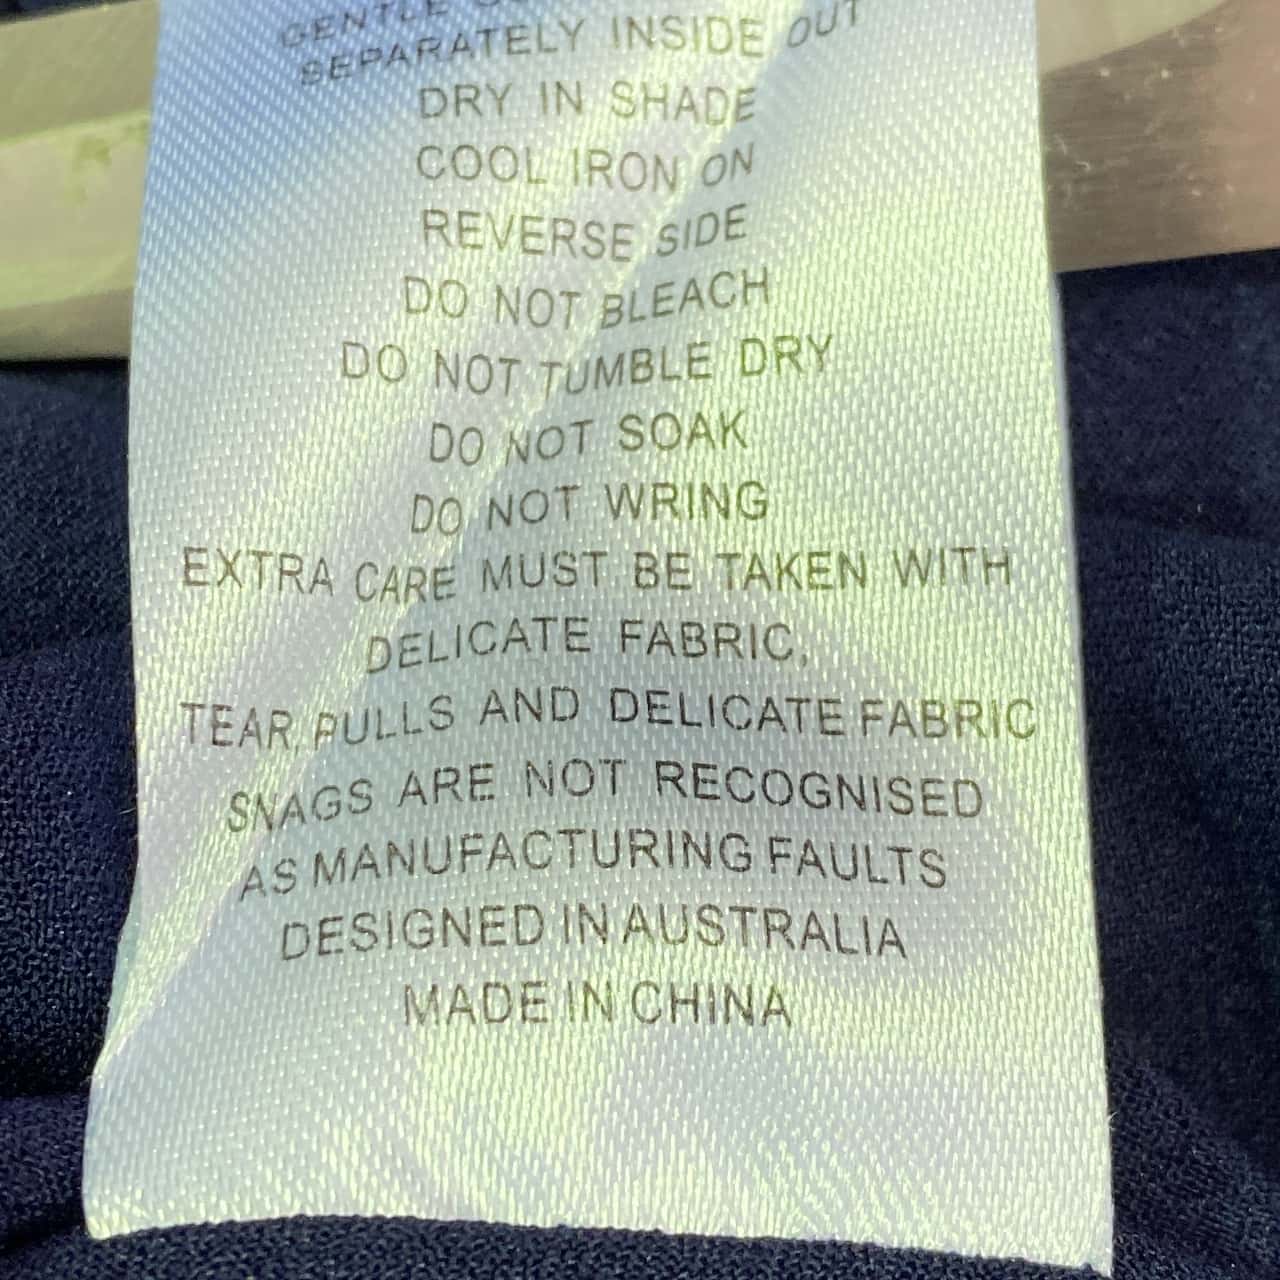 GENTLE
SEPARATELY INSIDE OUT
DRY IN SHADE
COOL IRON ON
REVERSE SIDE
DO NOT BLEACH
DO NOT TUMBLE DRY
DO NOT SOAK
DO NOT WRING
EXTRA CARE MUST BE TAKEN WITH
DELICATE FABRIC,
TEAR, PULLS AND DELICATE FABRIC
SNAGS ARE NOT RECOGNISED
AS MANUFACTURING FAULTS
DESIGNED IN AUSTRALIA
MADE IN CHINA